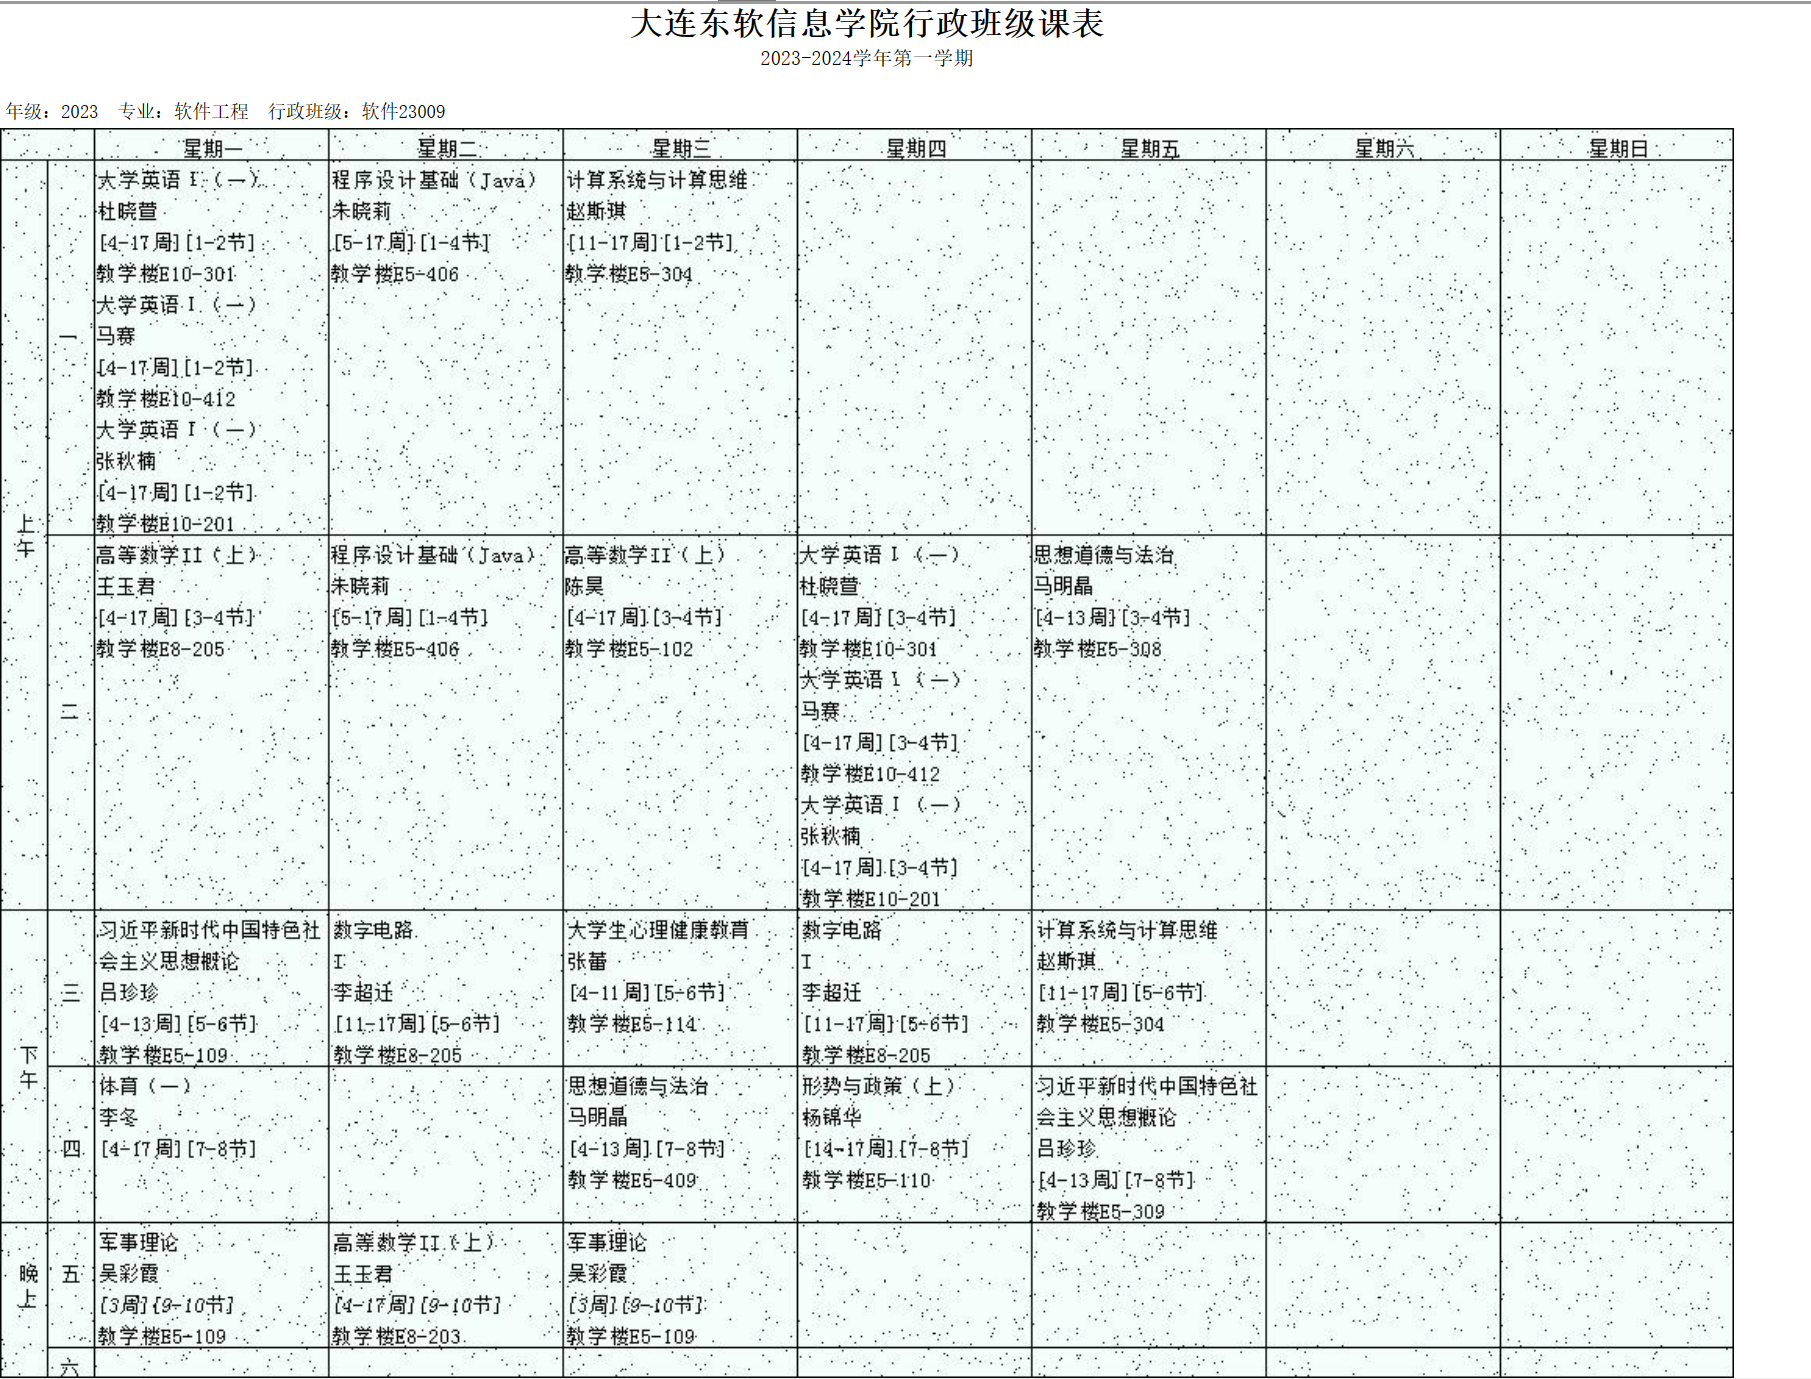 大连东软信息学院行政班级课表
2023-2024学年第一学期
年级：2023 专业：软件工程 行政班级：软件23009
星期一 星期二 星期三 星期四 星期五 星期六 星期日
上午
一
大学英语Ⅰ（一）
杜晓萱
[4-17周][1-2节]
教学楼E10-301
大学英语Ⅰ（一）
马赛
[4-17周][1-2节]
教学楼E10-412
大学英语Ⅰ（一）
张秋楠
[4-17周][1-2节]
教学楼E10-201
程序设计基础（Java）
朱晓莉
[5-17周][1-4节]
教学楼E5-406
计算系统与计算思维
赵斯琪
[11-17周][1-2节]
教学楼E5-304
二
高等数学II（上）
王玉君
[4-17周][3-4节]
教学楼E8-205
程序设计基础（Java）
朱晓莉
[5-17周][1-4节]
教学楼E5-406
高等数学II（上）
陈昊
[4-17周][3-4节]
教学楼E5-102
大学英语Ⅰ（一）
杜晓萱
[4-17周][3-4节]
教学楼E10-301
大学英语Ⅰ（一）
马赛
[4-17周][3-4节]
教学楼E10-412
大学英语Ⅰ（一）
张秋楠
[4-17周][3-4节]
教学楼E10-201
思想道德与法治
马明晶
[4-13周][3-4节]
教学楼E5-308
下午
三
习近平新时代中国特色社
会主义思想概论
吕珍珍
[4-13周][5-6节]
教学楼E5-109
数字电路
I
李超迁
[11-17周][5-6节]
教学楼E8-205
大学生心理健康教育
张蕾
[4-11周][5-6节]
教学楼E5-114
数字电路
I
李超迁
[11-17周][5-6节]
教学楼E8-205
计算系统与计算思维
赵斯琪
[11-17周][5-6节]
教学楼E5-304
四
体育（一）
李冬
[4-17周][7-8节]
思想道德与法治
马明晶
[4-13周][7-8节]
教学楼E5-409
形势与政策（上）
杨锦华
[14-17周][7-8节]
教学楼E5-110
习近平新时代中国特色社
会主义思想概论
吕珍珍
[4-13周][7-8节]
教学楼E5-309
晚上
五
军事理论
吴彩霞
[3周][9-10节]
教学楼E5-109
高等数学II（上）
王玉君
[4-17周][9-10节]
教学楼E8-203
军事理论
吴彩霞
[3周][9-10节]
教学楼E5-109
六